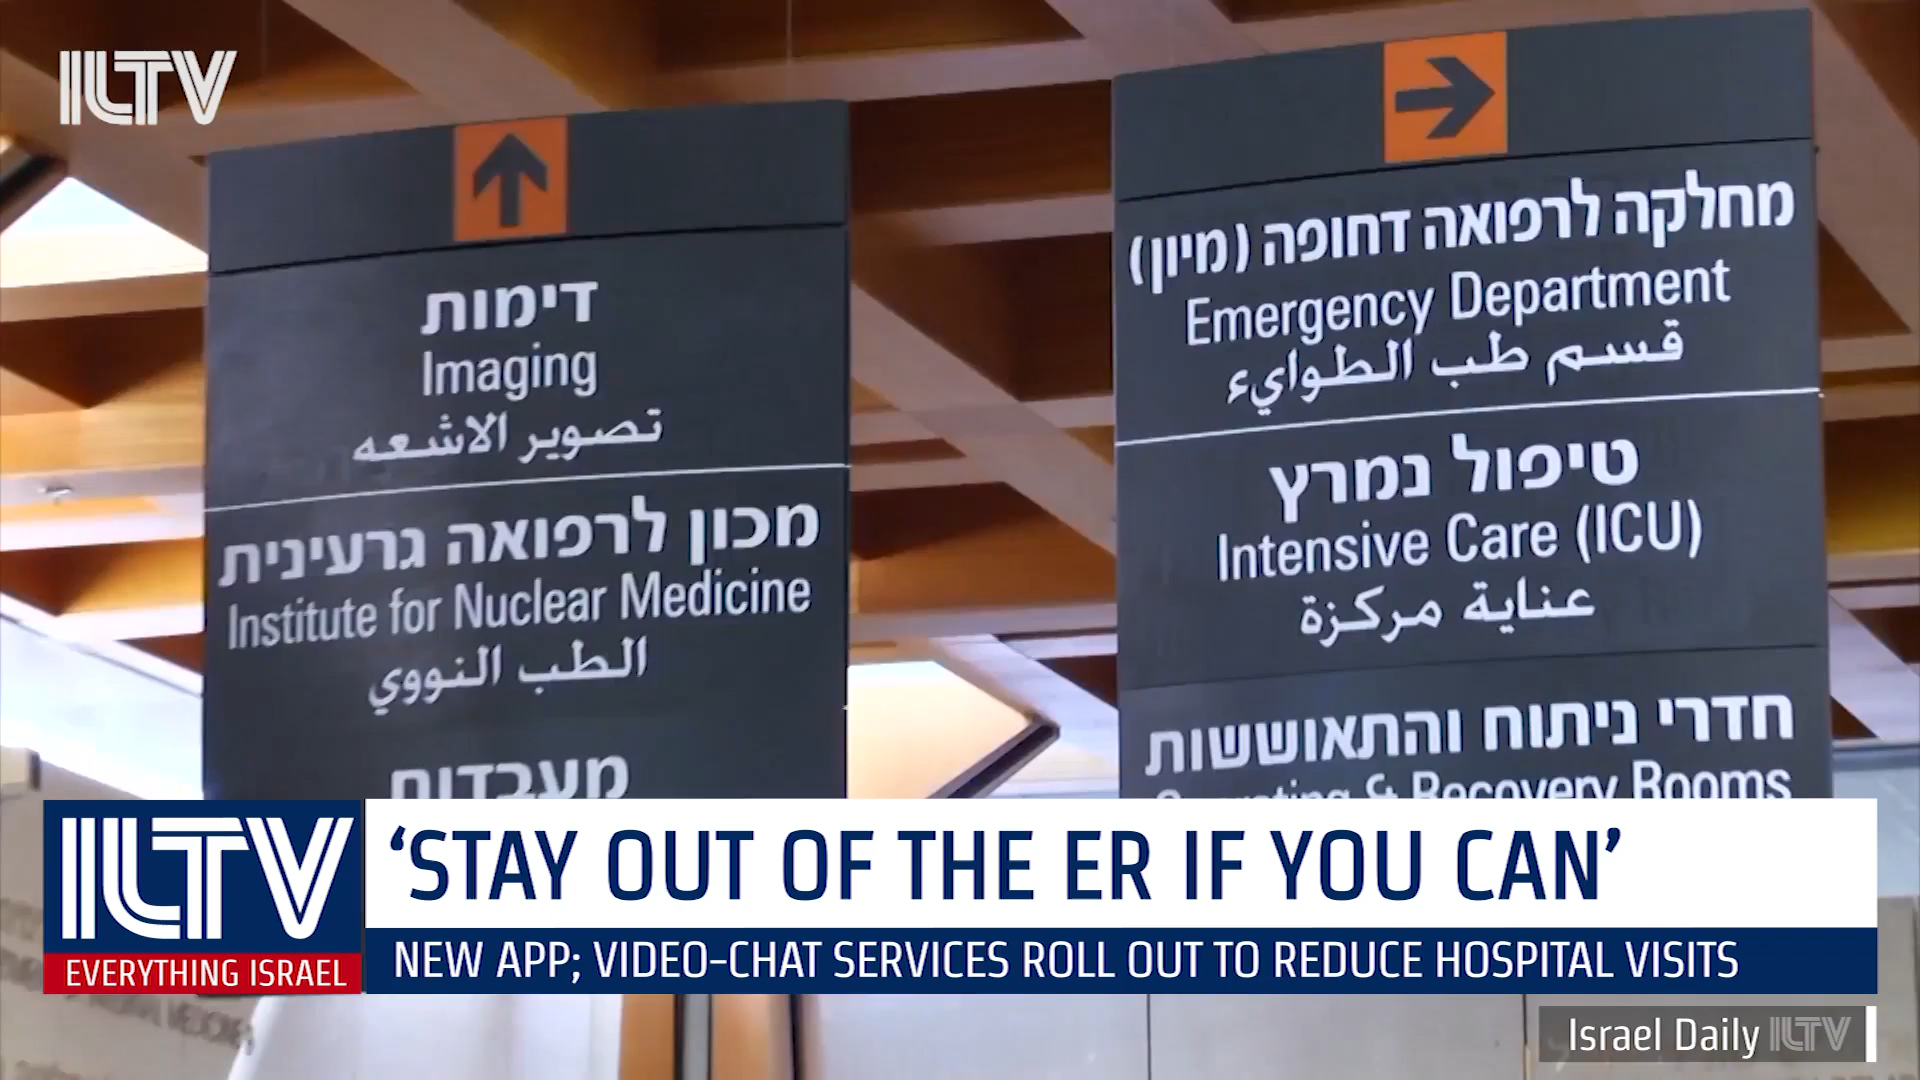 ILTV
דימות
Imaging
تصوير الاشعه
מכון לרפואה גרעינית
Institute for Nuclear Medicine
الطب النووي
מעבדות
מחלקה לרפואה דחופה (מיון)
Emergency Department
قسم طب الطوايء
טיפול נמרץ
Intensive Care (ICU)
عناية مركزة
חדרי ניתוח והתאוששות
Operating & Recovery Rooms
ILTV
EVERYTHING ISRAEL
‘STAY OUT OF THE ER IF YOU CAN’
NEW APP; VIDEO-CHAT SERVICES ROLL OUT TO REDUCE HOSPITAL VISITS
Israel Daily ILTV